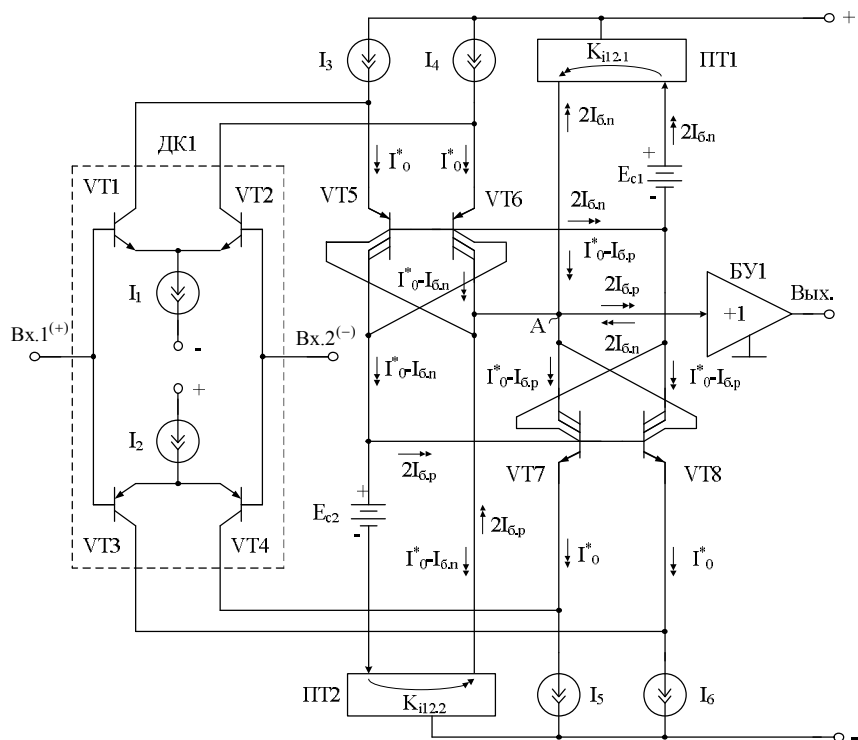 +
I₃
I₄
Kᵢ₁₂.₁
ПТ1
ДК1
2Iб.п
2Iб.п
I*₀
I*₀
+
Eс1
-
VT1
VT2
VT5
VT6
2Iб.п
I*₀-Iб.р
I*₀-Iб.п
I₁
-
Вх.1⁽⁺⁾
Вх.2⁽⁻⁾
+
I₂
A
2Iб.р
2Iб.п
БУ1
+1
Вых.
I*₀-Iб.п
I*₀-Iб.р
I*₀-Iб.р
2Iб.р
VT7
VT8
VT3
VT4
+
Eс2
-
2Iб.р
I*₀-Iб.п
I*₀
I*₀
ПТ2
Kᵢ₁₂.₂
I₅
I₆
-